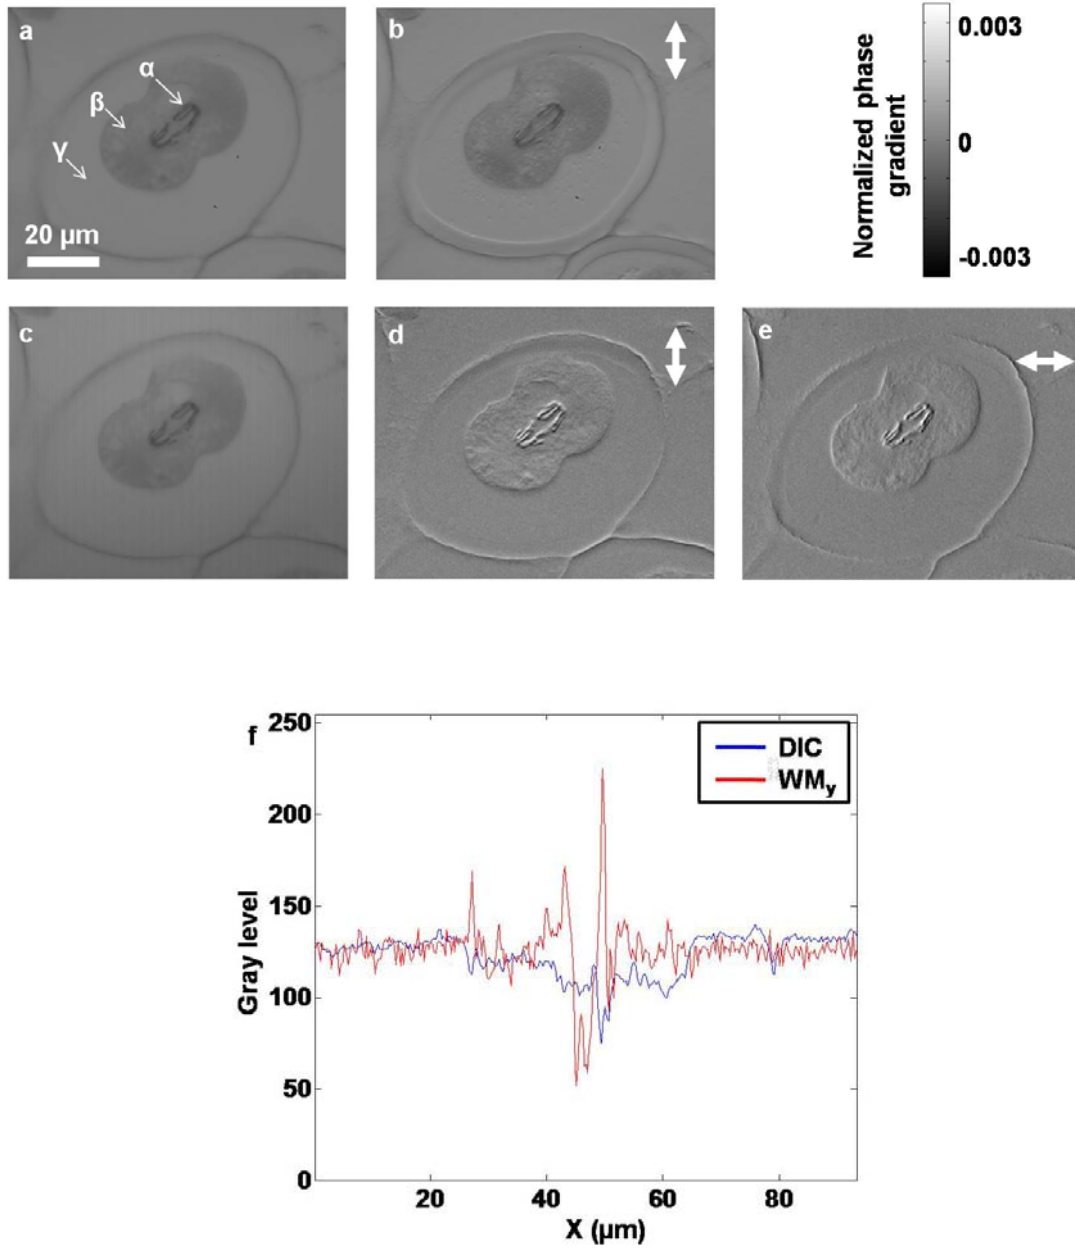 a
α
β
γ
20 µm
b
Normalized phase
gradient
0.003
0
-0.003
c
d
e
f
Gray level
250
200
150
100
50
0
DIC
WMy
20
40
60
80
X (µm)